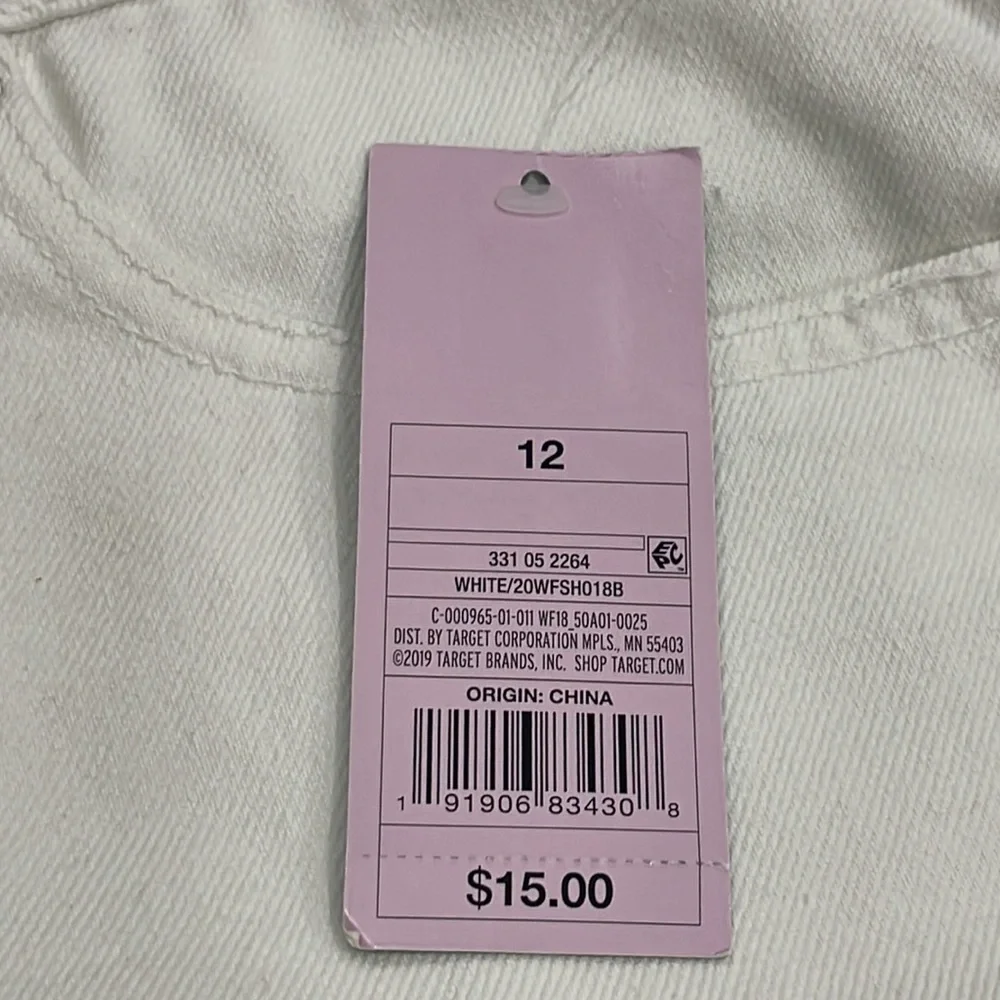 12
EPC™
331 05 2264
WHITE/20WFSH018B
C-000965-01-011 WF18_50A01-0025
DIST. BY TARGET CORPORATION MPLS., MN 55403
©2019 TARGET BRANDS, INC. SHOP TARGET.COM
ORIGIN: CHINA
1 91906 83430 8
$15.00